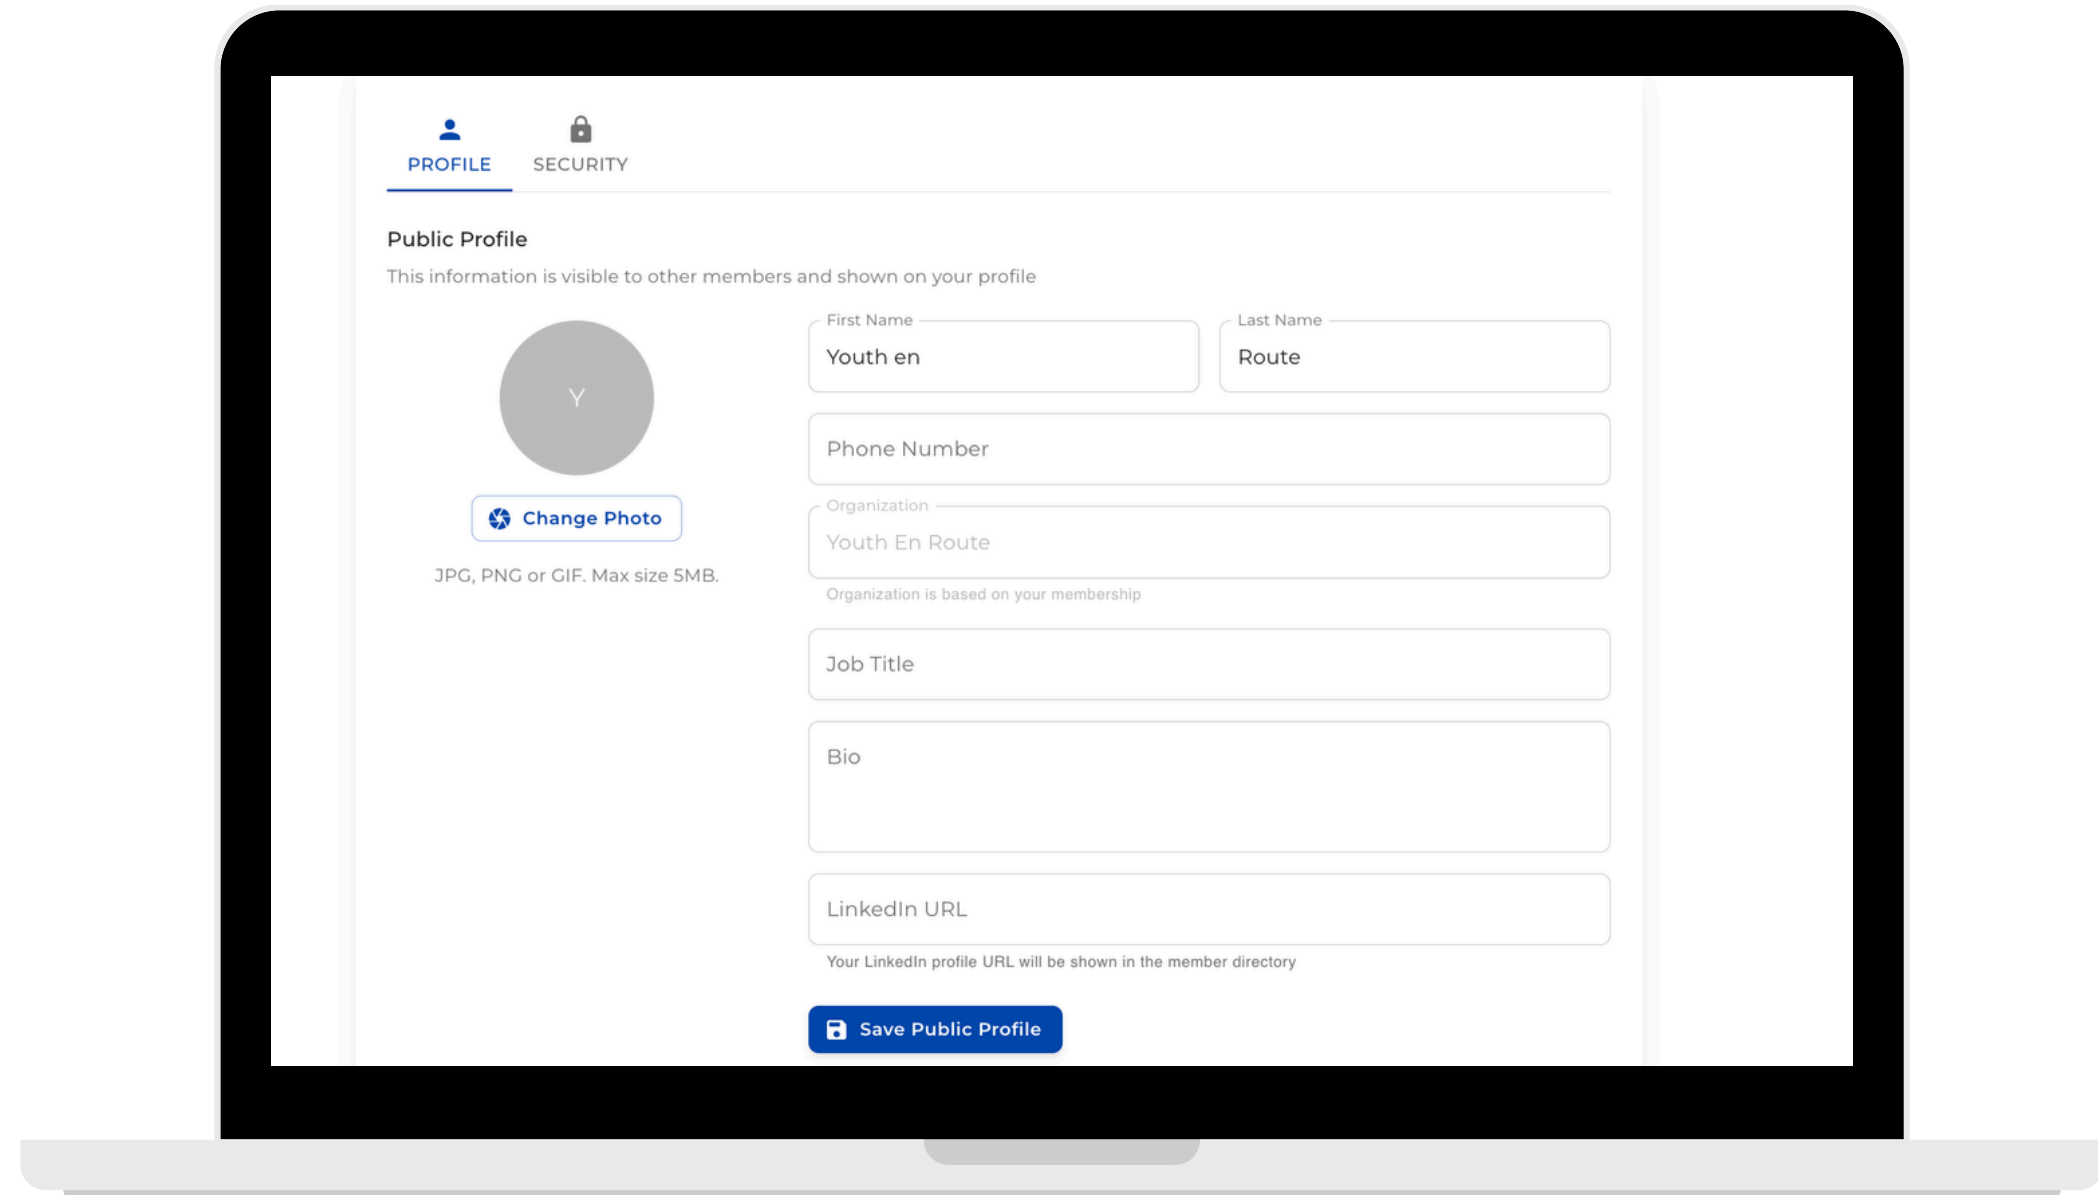 PROFILE
SECURITY
Public Profile
This information is visible to other members and shown on your profile
Y
Change Photo
JPG, PNG or GIF. Max size 5MB.
First Name
Youth en
Last Name
Route
Phone Number
Organization
Youth En Route
Organization is based on your membership
Job Title
Bio
LinkedIn URL
Your LinkedIn profile URL will be shown in the member directory
Save Public Profile